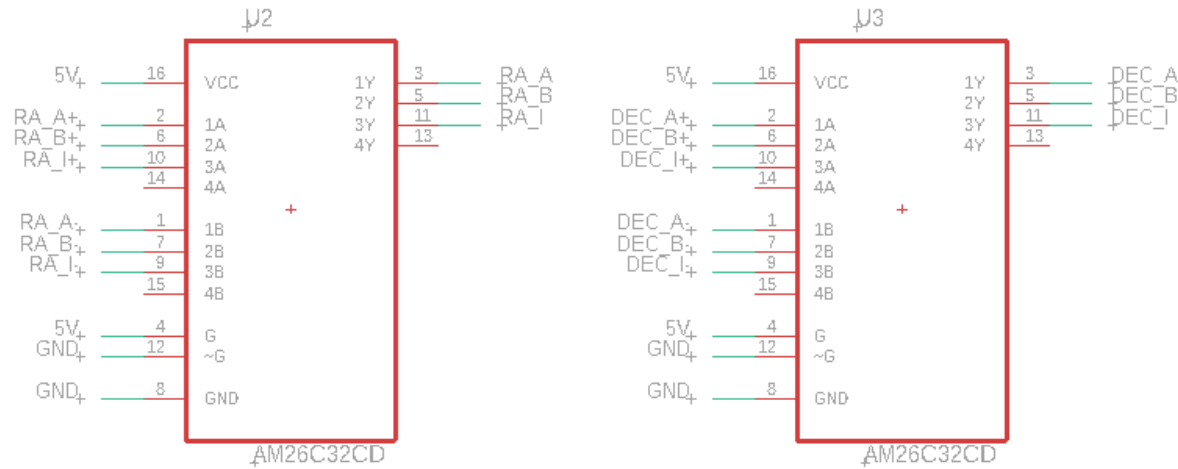 U2
5V 16 VCC 1Y 3 RA_A
2Y 5 RA_B
RA_A+ 2 1A 3Y 11 RA_I
RA_B+ 6 2A 4Y 13
RA_I+ 10 3A
14 4A
RA_A- 1 1B
RA_B- 7 2B
RA_I- 9 3B
15 4B
5V 4 G
GND 12 ~G
GND 8 GND
AM26C32CD
U3
5V 16 VCC 1Y 3 DEC_A
2Y 5 DEC_B
DEC_A+ 2 1A 3Y 11 DEC_I
DEC_B+ 6 2A 4Y 13
DEC_I+ 10 3A
14 4A
DEC_A- 1 1B
DEC_B- 7 2B
DEC_I- 9 3B
15 4B
5V 4 G
GND 12 ~G
GND 8 GND
AM26C32CD